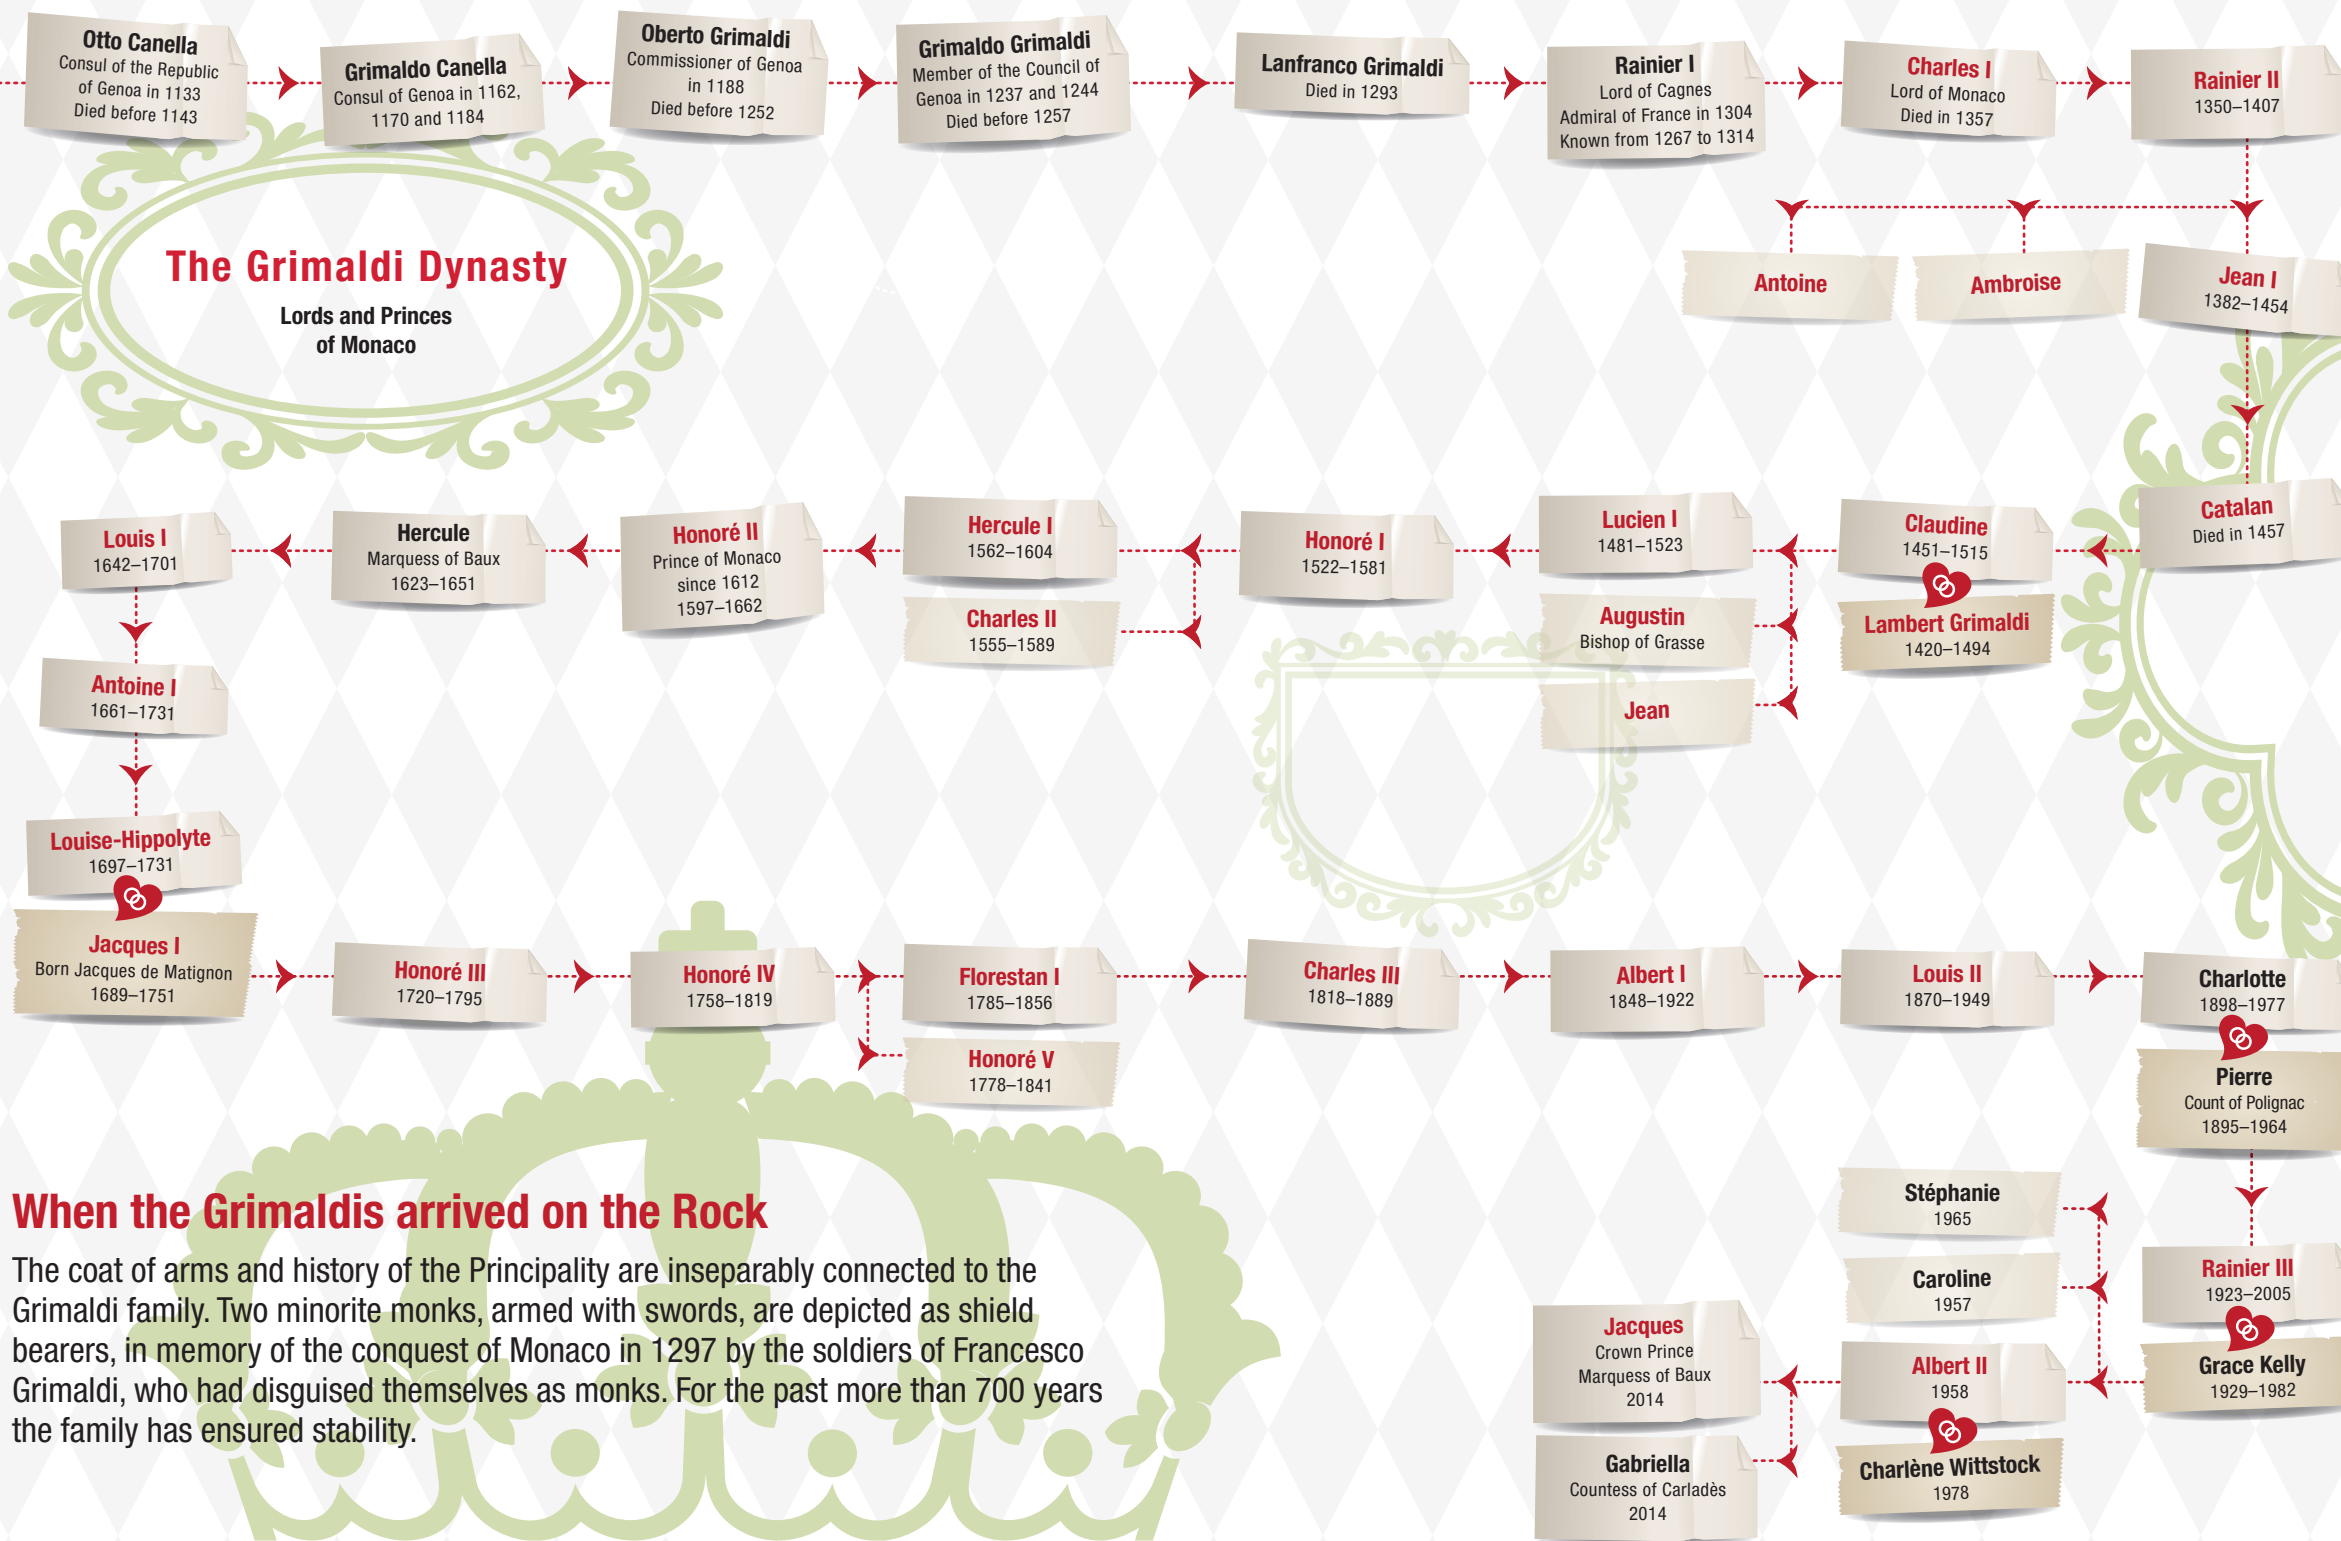 Otto Canella
Consul of the Republic
of Genoa in 1133
Died before 1143
Grimaldo Canella
Consul of Genoa in 1162,
1170 and 1184
Oberto Grimaldi
Commissioner of Genoa
in 1188
Died before 1252
Grimaldo Grimaldi
Member of the Council of
Genoa in 1237 and 1244
Died before 1257
Lanfranco Grimaldi
Died in 1293
Rainier I
Lord of Cagnes
Admiral of France in 1304
Known from 1267 to 1314
Charles I
Lord of Monaco
Died in 1357
Rainier II
1350–1407
The Grimaldi Dynasty
Lords and Princes
of Monaco
Antoine
Ambroise
Jean I
1382–1454
Catalan
Died in 1457
Claudine
1451–1515
Lambert Grimaldi
1420–1494
Lucien I
1481–1523
Augustin
Bishop of Grasse
Jean
Honoré I
1522–1581
Hercule I
1562–1604
Charles II
1555–1589
Honoré II
Prince of Monaco
since 1612
1597–1662
Hercule
Marquess of Baux
1623–1651
Louis I
1642–1701
Antoine I
1661–1731
Louise-Hippolyte
1697–1731
Jacques I
Born Jacques de Matignon
1689–1751
Honoré III
1720–1795
Honoré IV
1758–1819
Florestan I
1785–1856
Honoré V
1778–1841
Charles III
1818–1889
Albert I
1848–1922
Louis II
1870–1949
Charlotte
1898–1977
Pierre
Count of Polignac
1895–1964
Rainier III
1923–2005
Grace Kelly
1929–1982
Stéphanie
1965
Caroline
1957
Albert II
1958
Charlène Wittstock
1978
Jacques
Crown Prince
Marquess of Baux
2014
Gabriella
Countess of Carladès
2014
When the Grimaldis arrived on the Rock
The coat of arms and history of the Principality are inseparably connected to the
Grimaldi family. Two minorite monks, armed with swords, are depicted as shield
bearers, in memory of the conquest of Monaco in 1297 by the soldiers of Francesco
Grimaldi, who had disguised themselves as monks. For the past more than 700 years
the family has ensured stability.